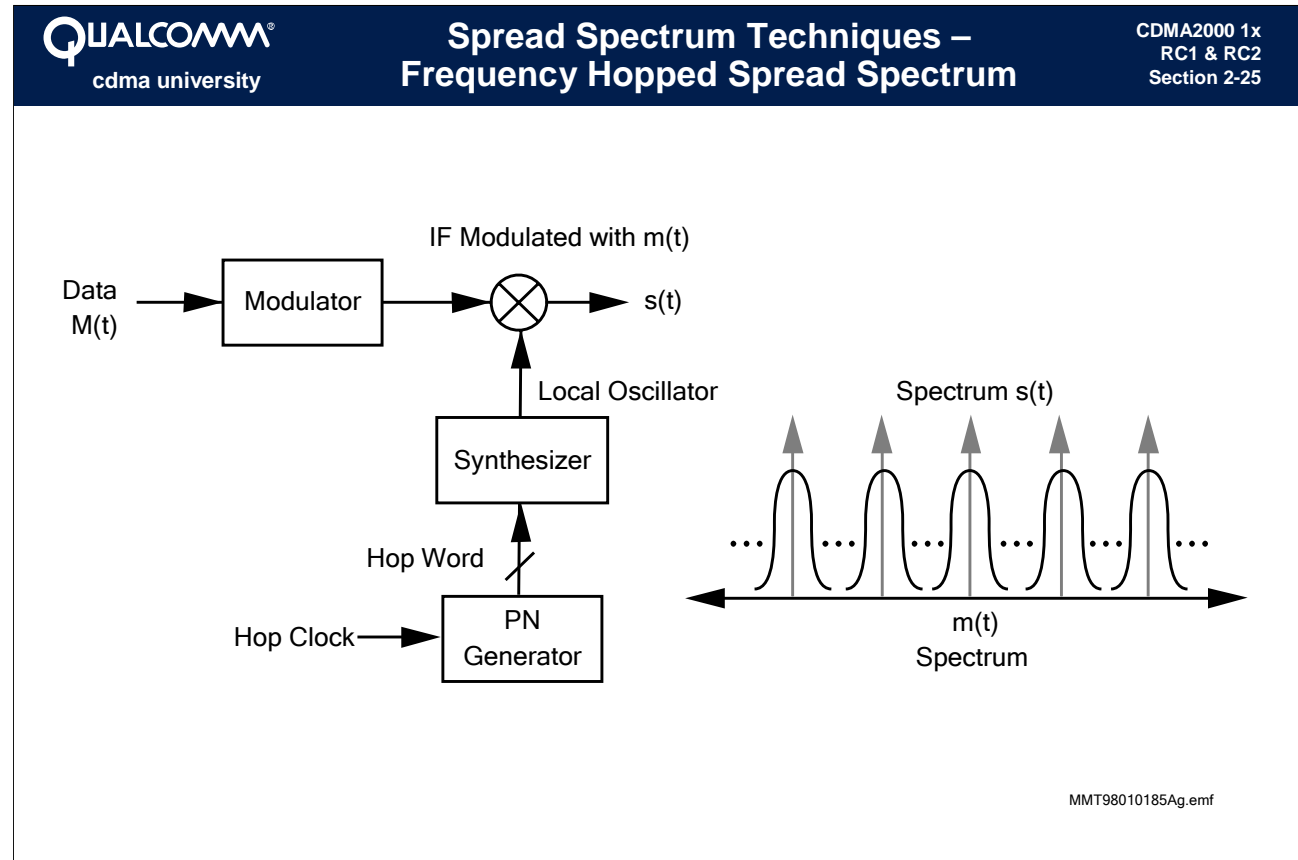 QUALCOMM®
cdma university
Spread Spectrum Techniques –
Frequency Hopped Spread Spectrum
CDMA2000 1x
RC1 & RC2
Section 2-25
IF Modulated with m(t)
Data
M(t)
Modulator
s(t)
Local Oscillator
Synthesizer
Hop Word
Hop Clock
PN
Generator
Spectrum s(t)
... ... ... ... ... ...
m(t)
Spectrum
MMT98010185Ag.emf